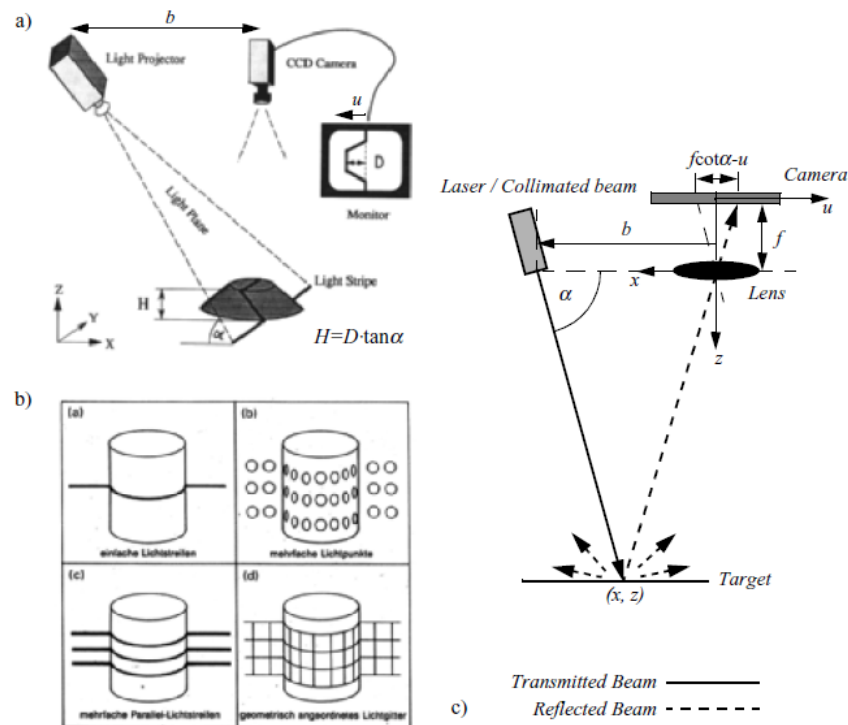 a)
b
Light Projector
CCD Camera
u
D
Monitor
Light Plane
Light Stripe
H
α
Z
Y
X
H=D·tanα
b)
(a)
einfache Lichtstreifen
(b)
mehrfache Lichtpunkte
(c)
mehrfache Parallel-Lichtstreifen
(d)
geometrisch angeordnetes Lichtgitter
fcotα-u
Camera
Laser / Collimated beam
u
b
f
x
Lens
α
z
Target
(x, z)
Transmitted Beam
c)
Reflected Beam